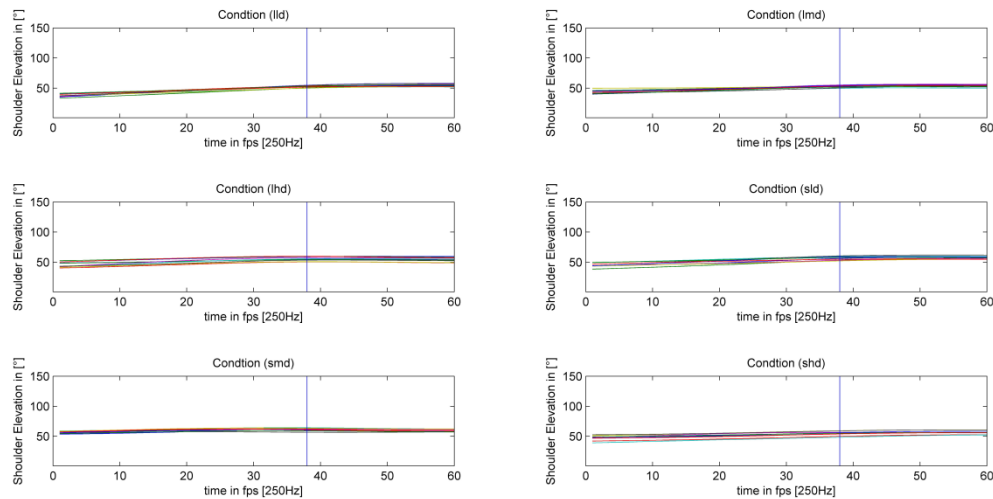 Condtion (lld)
Shoulder Elevation in [°]
150
100
50
0 10 20 30 40 50 60
time in fps [250Hz]
Condtion (lmd)
Shoulder Elevation in [°]
150
100
50
0 10 20 30 40 50 60
time in fps [250Hz]
Condtion (lhd)
Shoulder Elevation in [°]
150
100
50
0 10 20 30 40 50 60
time in fps [250Hz]
Condtion (sld)
Shoulder Elevation in [°]
150
100
50
0 10 20 30 40 50 60
time in fps [250Hz]
Condtion (smd)
Shoulder Elevation in [°]
150
100
50
0 10 20 30 40 50 60
time in fps [250Hz]
Condtion (shd)
Shoulder Elevation in [°]
150
100
50
0 10 20 30 40 50 60
time in fps [250Hz]